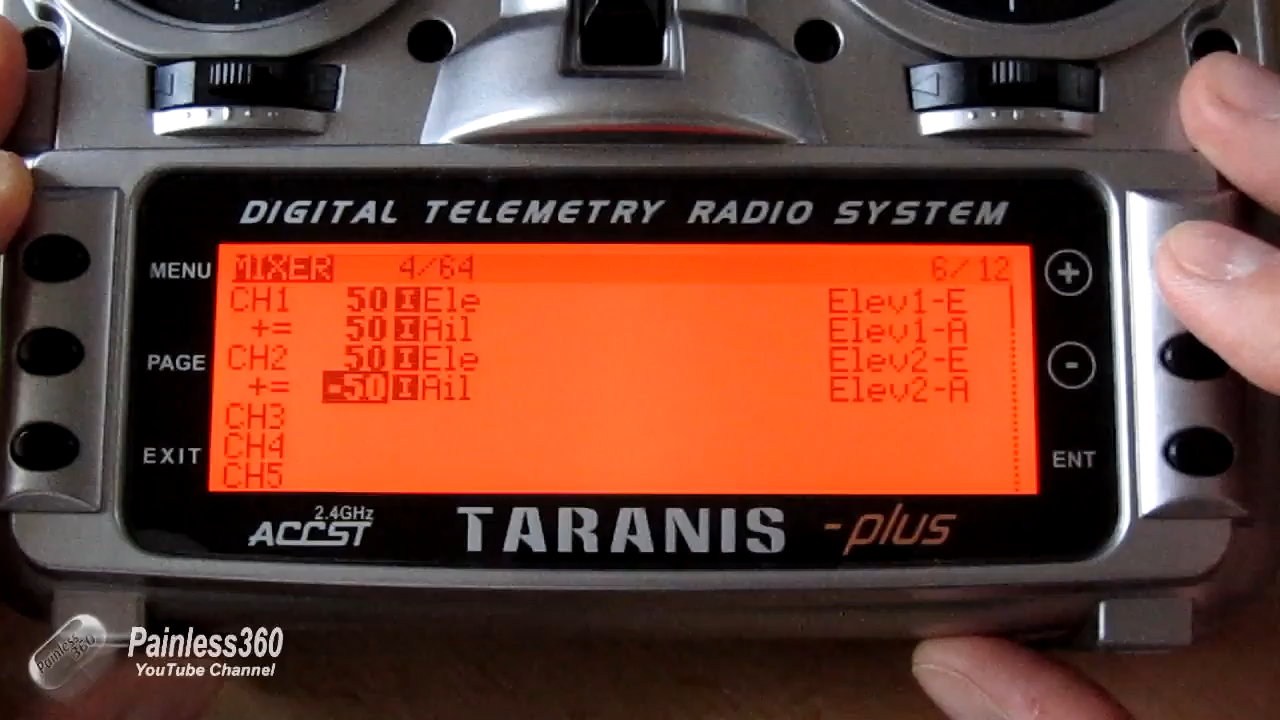 DIGITAL TELEMETRY RADIO SYSTEM
MENU
PAGE
EXIT
MIXER 4/64 6/12
CH1 50 I Ele Elev1-E
+= 50 I Ail Elev1-A
CH2 50 I Ele Elev2-E
+= -50 I Ail Elev2-A
CH3
CH4
CH5
+
-
ENT
2.4GHz
ACCST TARANIS -plus
Painless360
Painless360
YouTube Channel